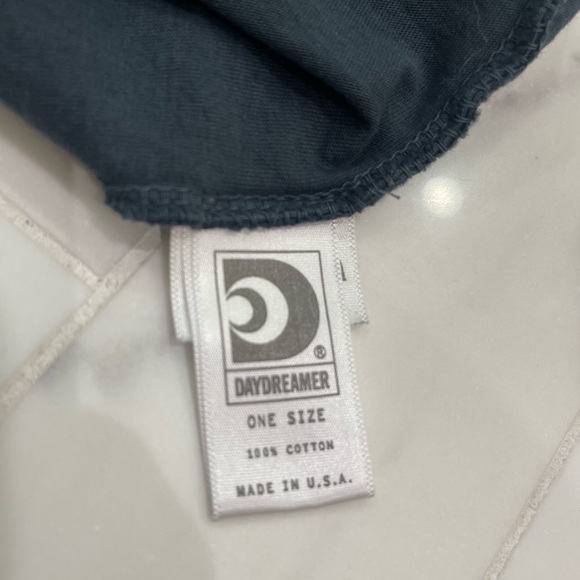 ®
DAYDREAMER
ONE SIZE
100% COTTON
MADE IN U.S.A.